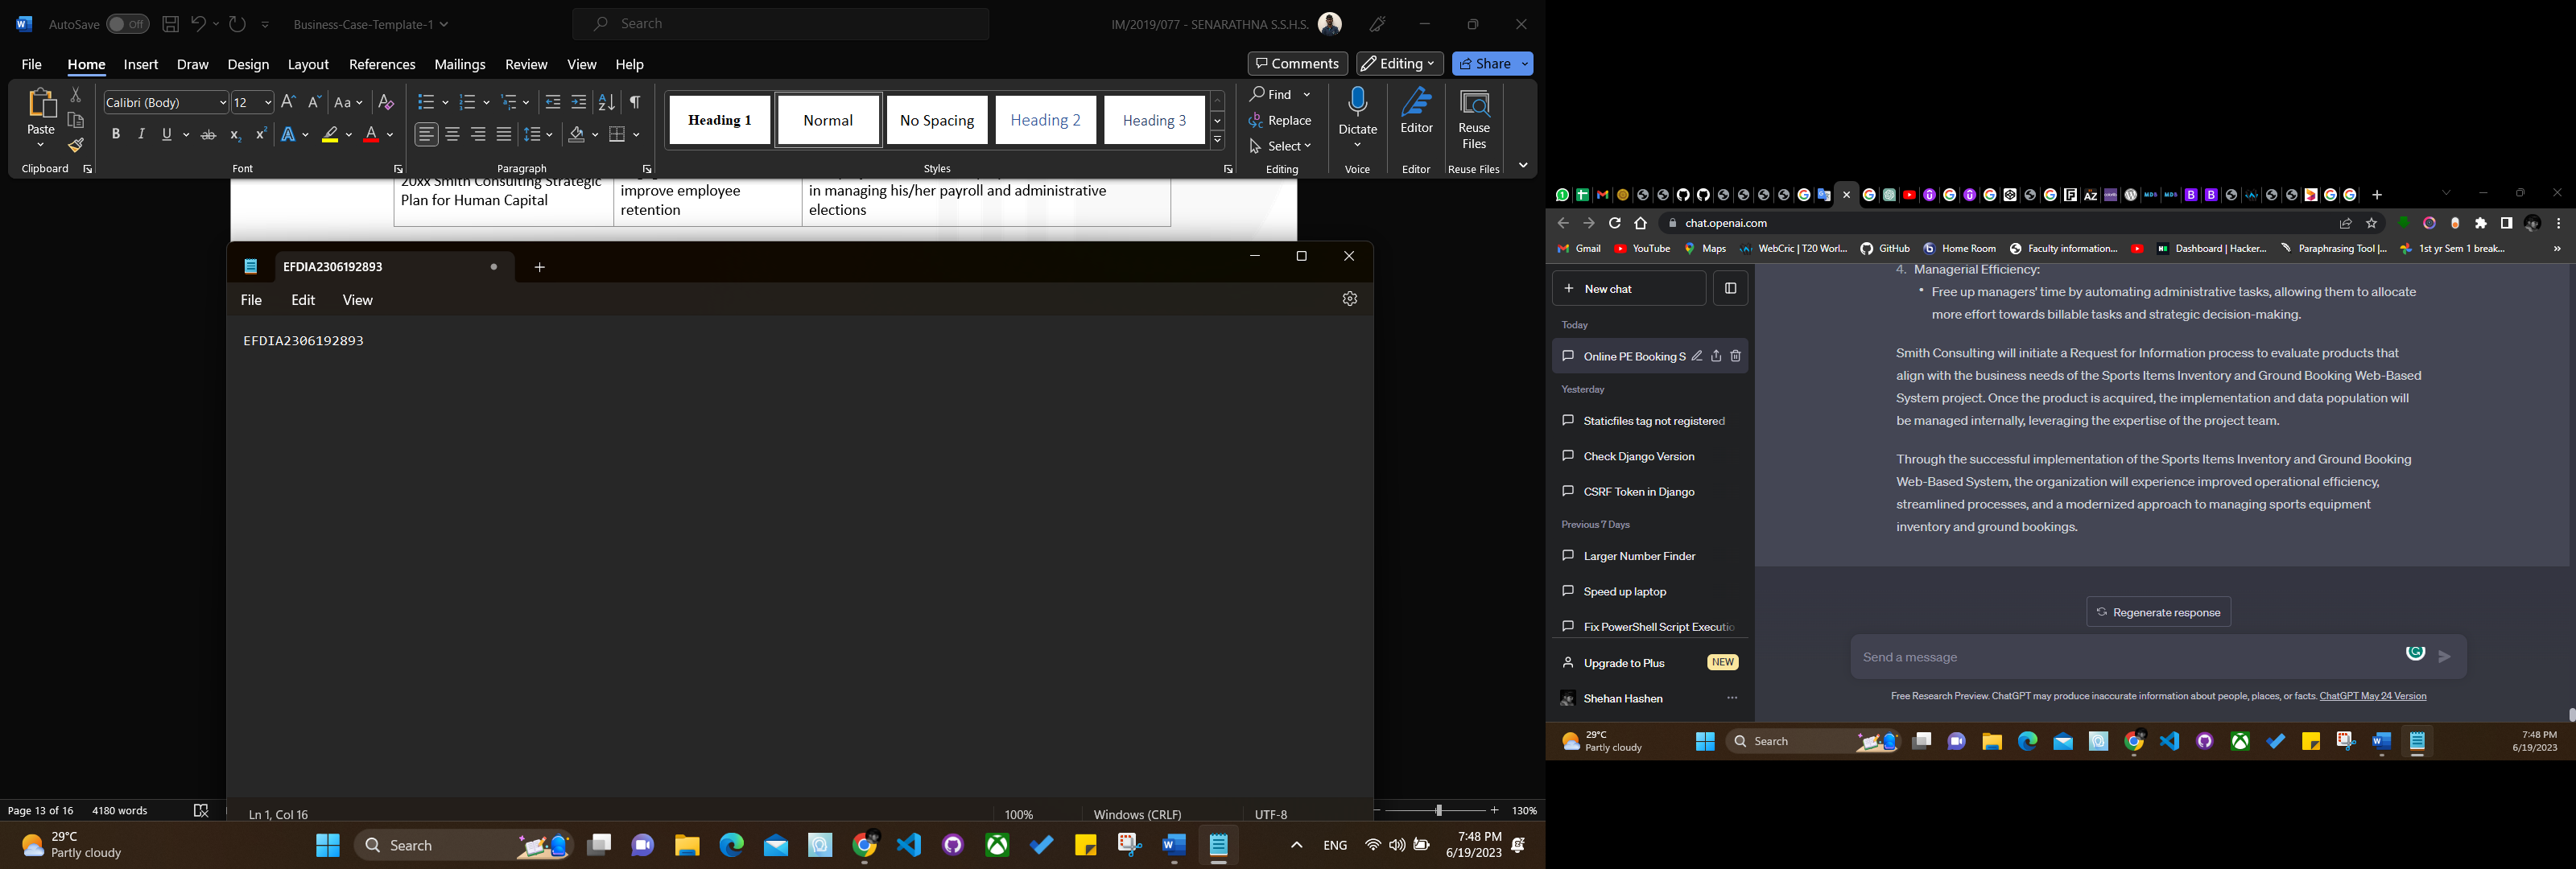 AutoSave Off Business-Case-Template-1 Search IM/2019/077 - SENARATHNA S.S.H.S.
File Home Insert Draw Design Layout References Mailings Review View Help Comments Editing Share
Calibri (Body) 12 Aa
Paste
Heading 1 Normal No Spacing Heading 2 Heading 3
Find
Replace
Select
Dictate
Editor
Reuse
Files
Clipboard Font Paragraph Styles Editing Voice Editor Reuse Files
20xx Smith Consulting Strategic
Plan for Human Capital
improve employee
retention
in managing his/her payroll and administrative
elections
EFDIA2306192893
File Edit View
EFDIA2306192893
Ln 1, Col 16 100% Windows (CRLF) UTF-8
Page 13 of 16 4180 words 130%
29°C
Partly cloudy
Search
ENG
7:48 PM
6/19/2023
chat.openai.com
Gmail YouTube Maps WebCric | T20 Worl... GitHub Home Room Faculty information... Dashboard | Hacker... Paraphrasing Tool |... 1st yr Sem 1 break...
New chat
Today
Online PE Booking S
Yesterday
Staticfiles tag not registered
Check Django Version
CSRF Token in Django
Previous 7 Days
Larger Number Finder
Speed up laptop
Fix PowerShell Script Executio
Upgrade to Plus NEW
Shehan Hashen
4. Managerial Efficiency:
• Free up managers' time by automating administrative tasks, allowing them to allocate
more effort towards billable tasks and strategic decision-making.
Smith Consulting will initiate a Request for Information process to evaluate products that
align with the business needs of the Sports Items Inventory and Ground Booking Web-Based
System project. Once the product is acquired, the implementation and data population will
be managed internally, leveraging the expertise of the project team.
Through the successful implementation of the Sports Items Inventory and Ground Booking
Web-Based System, the organization will experience improved operational efficiency,
streamlined processes, and a modernized approach to managing sports equipment
inventory and ground bookings.
Regenerate response
Send a message
Free Research Preview. ChatGPT may produce inaccurate information about people, places, or facts. ChatGPT May 24 Version
29°C
Partly cloudy
Search
7:48 PM
6/19/2023